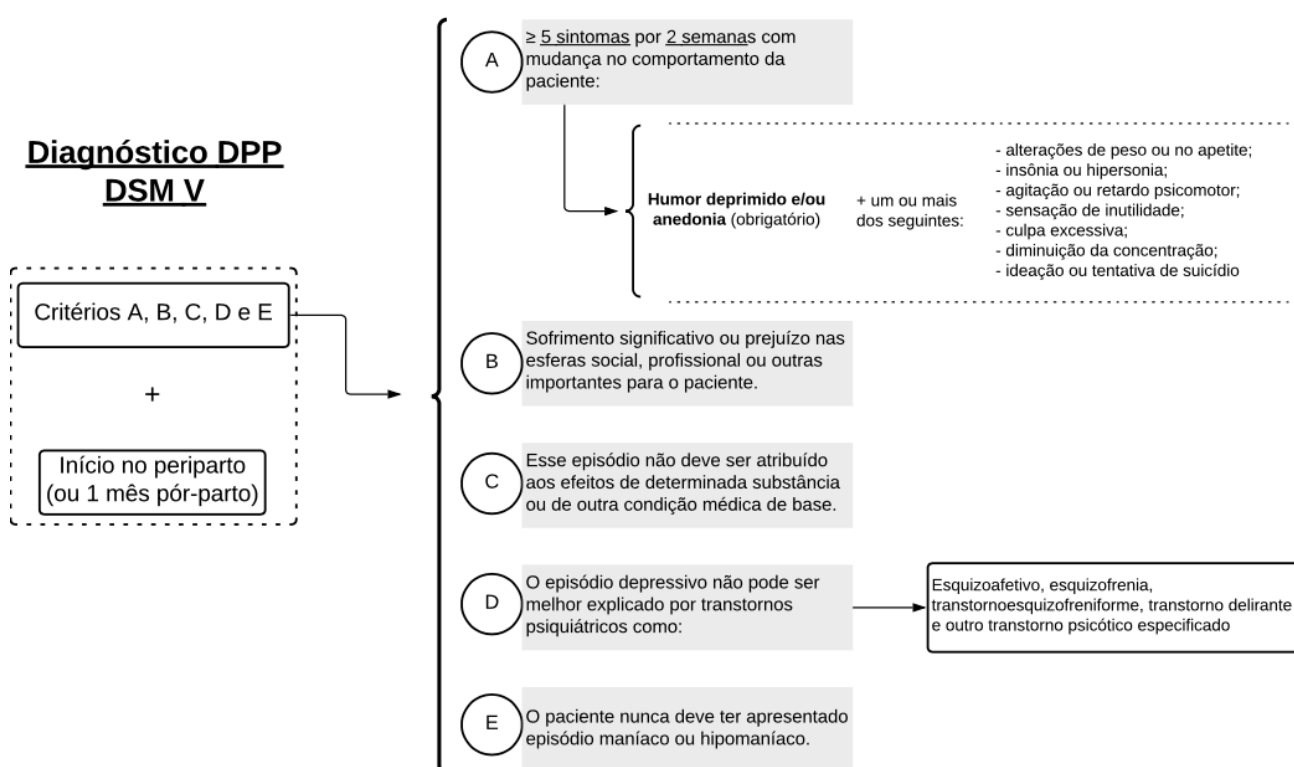 Diagnóstico DPP
DSM V
Critérios A, B, C, D e E
+
Início no periparto
(ou 1 mês pór-parto)
A
≥ 5 sintomas por 2 semanas com
mudança no comportamento da
paciente:
Humor deprimido e/ou
anedonia (obrigatório)
+ um ou mais
dos seguintes:
- alterações de peso ou no apetite;
- insônia ou hipersonia;
- agitação ou retardo psicomotor;
- sensação de inutilidade;
- culpa excessiva;
- diminuição da concentração;
- ideação ou tentativa de suicídio
B
Sofrimento significativo ou prejuízo nas
esferas social, profissional ou outras
importantes para o paciente.
C
Esse episódio não deve ser atribuído
aos efeitos de determinada substância
ou de outra condição médica de base.
D
O episódio depressivo não pode ser
melhor explicado por transtornos
psiquiátricos como:
Esquizoafetivo, esquizofrenia,
transtornoesquizofreniforme, transtorno delirante
e outro transtorno psicótico especificado
E
O paciente nunca deve ter apresentado
episódio maníaco ou hipomaníaco.